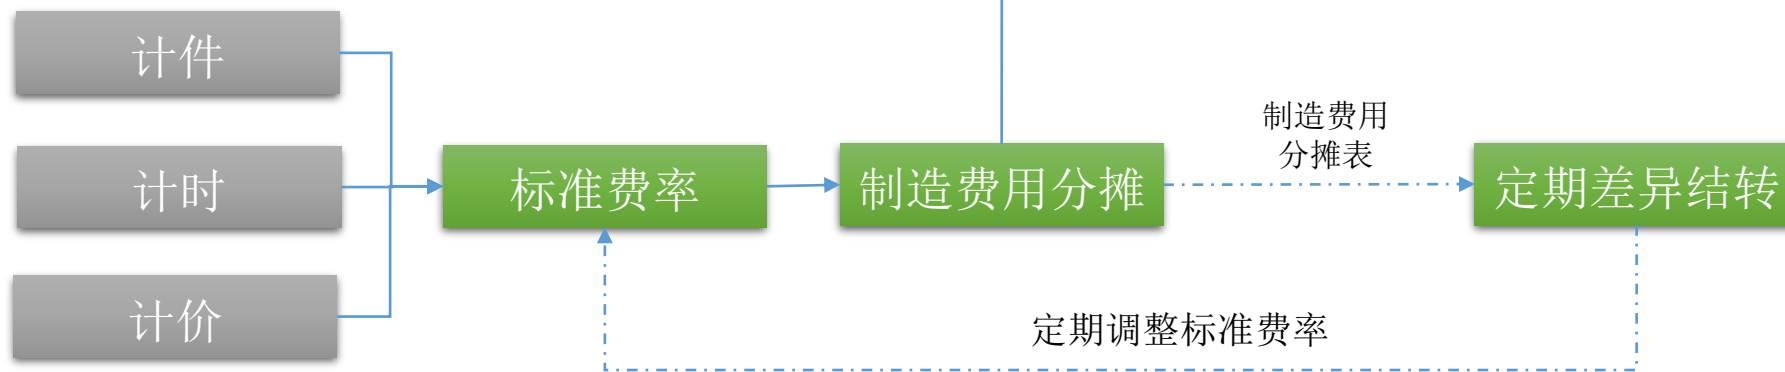 计件
计时
计价
标准费率
制造费用分摊
制造费用
分摊表
定期差异结转
定期调整标准费率